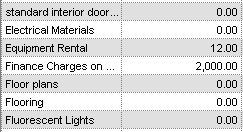 standard interior door... 0.00
Electrical Materials 0.00
Equipment Rental 12.00
Finance Charges on ... 2,000.00
Floor plans 0.00
Flooring 0.00
Fluorescent Lights 0.00